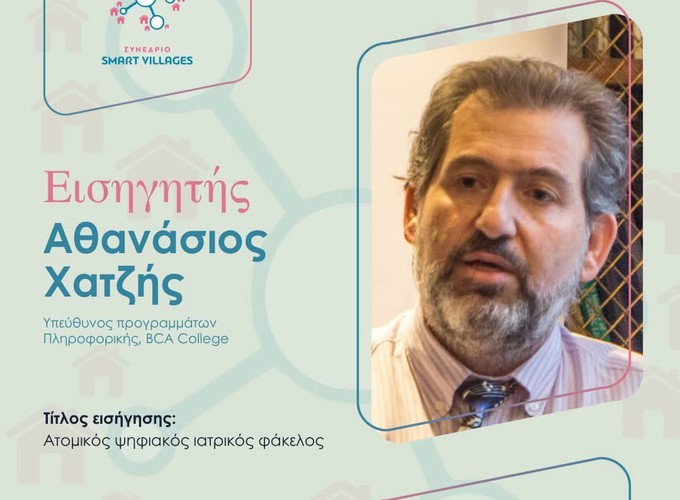 ΣΥΝΕΔΡΙΟ
SMART VILLAGES
Εισηγητής
Αθανάσιος
Χατζής
Υπεύθυνος προγραμμάτων
Πληροφορικής, BCA College
Τίτλος εισήγησης:
Ατομικός ψηφιακός ιατρικός φάκελος